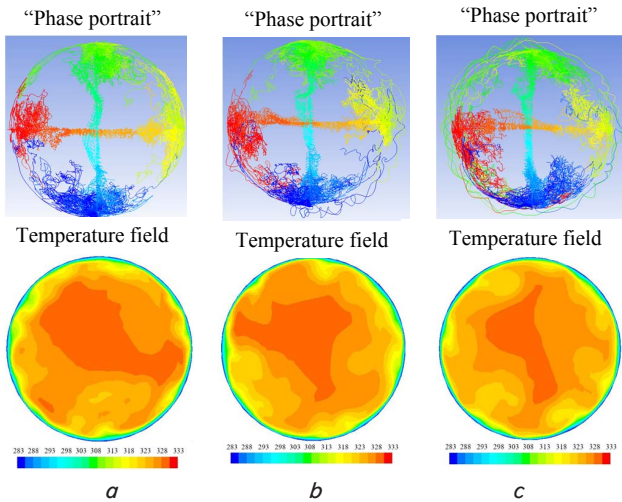 “Phase portrait” “Phase portrait” “Phase portrait”
Temperature field Temperature field Temperature field
283 288 293 298 303 308 313 318 323 328 333 283 288 293 298 303 308 313 318 323 328 333 283 288 293 298 303 308 313 318 323 328 333
a b c